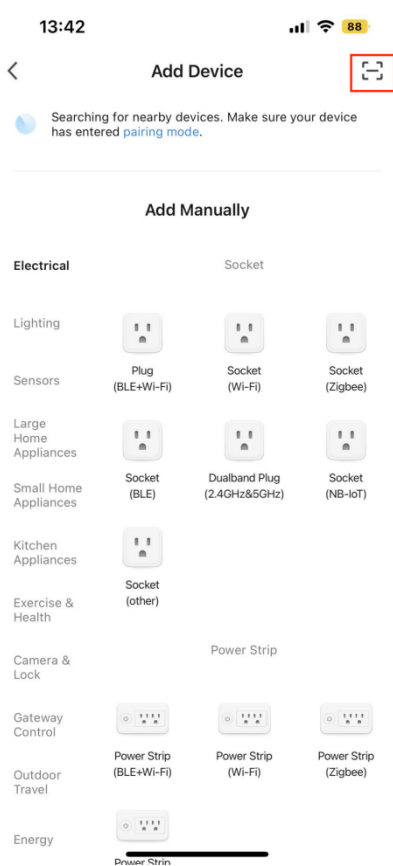 13:42
88
Add Device
Searching for nearby devices. Make sure your device
has entered pairing mode.
Add Manually
Electrical
Socket
Lighting
Plug
(BLE+Wi-Fi)
Socket
(Wi-Fi)
Socket
(Zigbee)
Sensors
Large
Home
Appliances
Socket
(BLE)
Dualband Plug
(2.4GHz&5GHz)
Socket
(NB-IoT)
Small Home
Appliances
Kitchen
Appliances
Socket
(other)
Exercise &
Health
Power Strip
Camera &
Lock
Gateway
Control
Power Strip
(BLE+Wi-Fi)
Power Strip
(Wi-Fi)
Power Strip
(Zigbee)
Outdoor
Travel
Energy
Power Strip